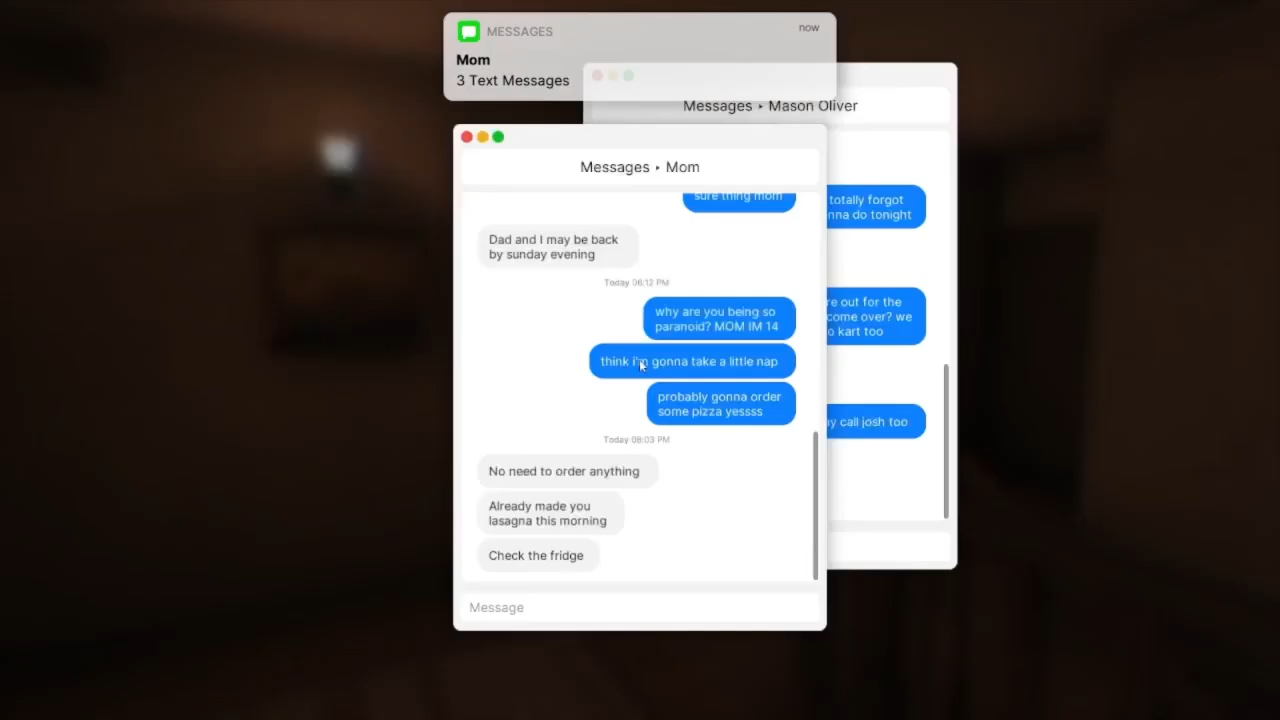 MESSAGES
now
Mom
3 Text Messages
Messages ▸ Mason Oliver
Messages ▸ Mom
sure thing mom
Dad and I may be back
by sunday evening
Today 06:12 PM
why are you being so
paranoid? MOM IM 14
think i'm gonna take a little nap
probably gonna order
some pizza yessss
Today 08:03 PM
No need to order anything
Already made you
lasagna this morning
Check the fridge
Message
totally forgot
nna do tonight
re out for the
come over? we
o kart too
ay call josh too